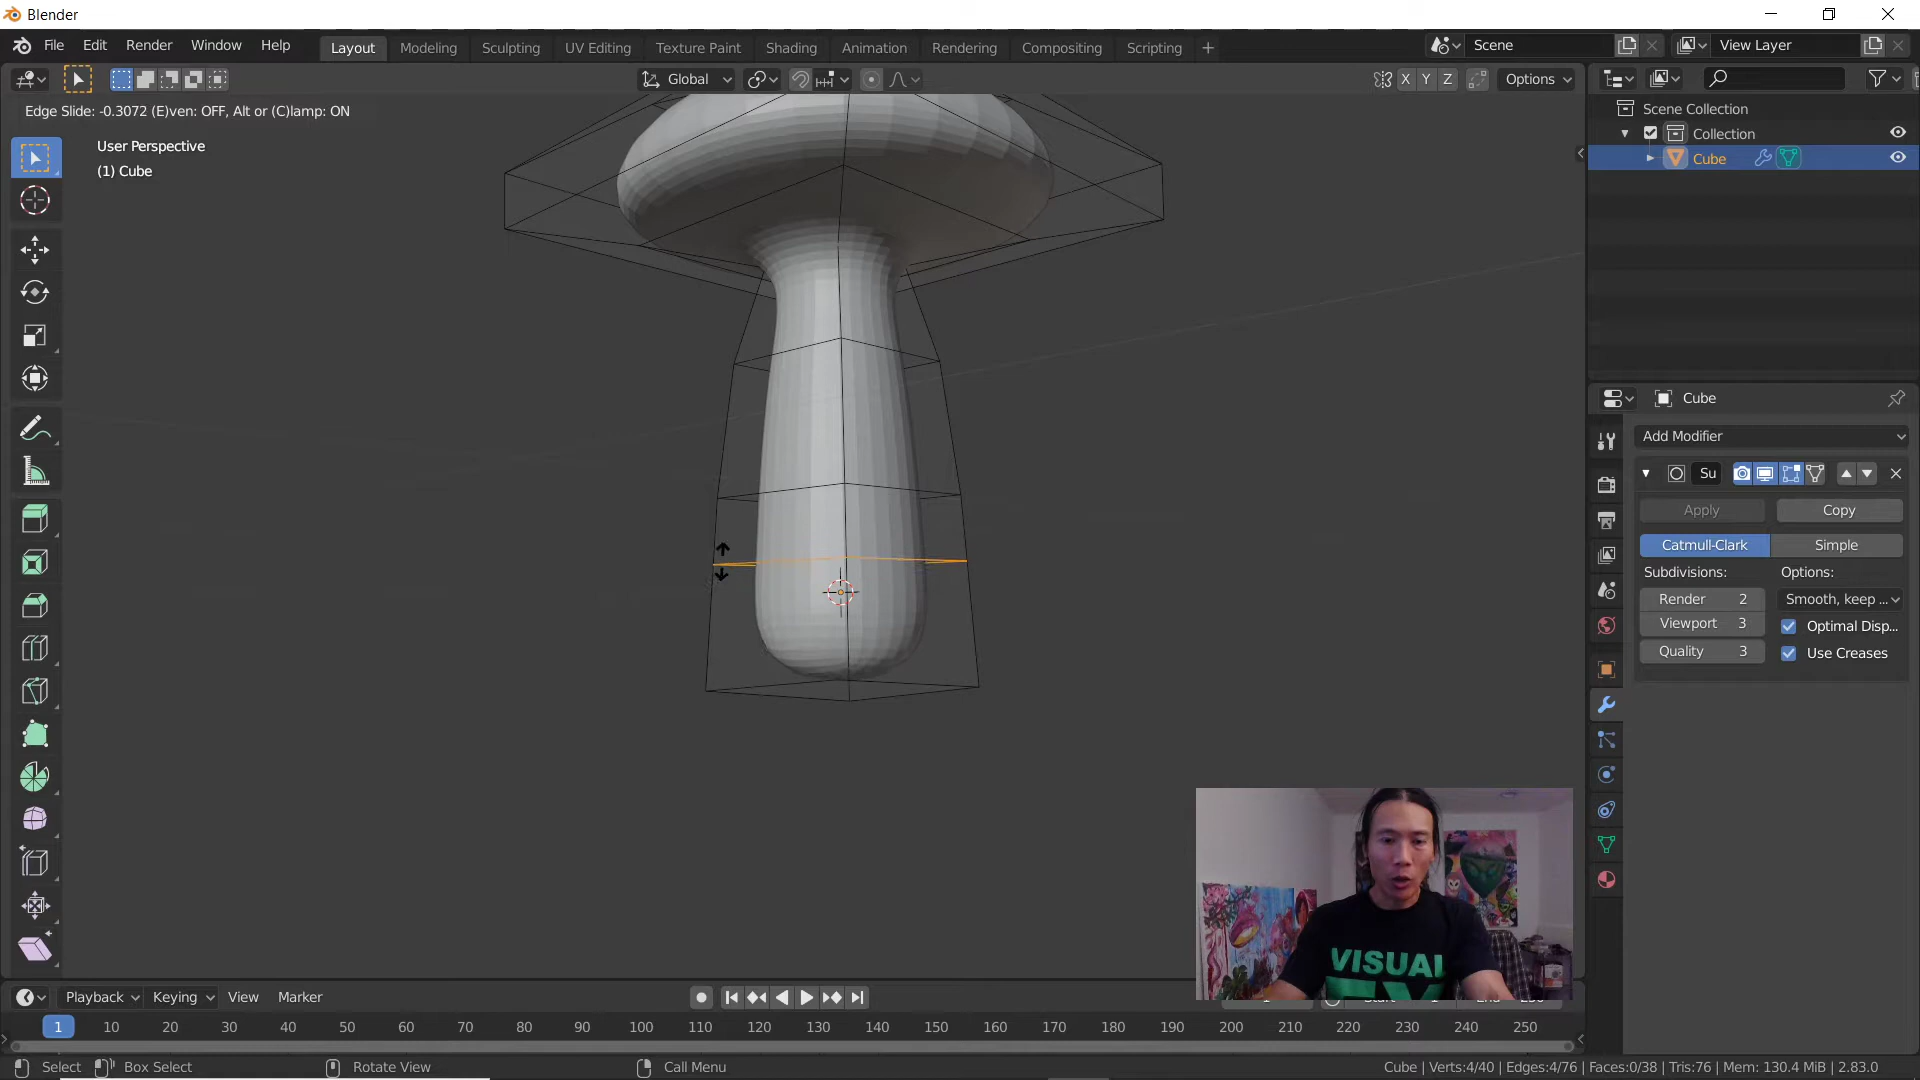 Blender
File Edit Render Window Help Layout Modeling Sculpting UV Editing Texture Paint Shading Animation Rendering Compositing Scripting + Scene View Layer
Global X Y Z Options
Edge Slide: -0.3072 (E)ven: OFF, Alt or (C)lamp: ON
User Perspective
(1) Cube
Scene Collection
Collection
Cube
Cube
Add Modifier
Su
Apply Copy
Catmull-Clark Simple
Subdivisions: Options:
Render 2 Smooth, keep ...
Viewport 3 Optimal Disp...
Quality 3 Use Creases
VISUAL
Playback Keying View Marker
1 10 20 30 40 50 60 70 80 90 100 110 120 130 140 150 160 170 180 190 200 210 220 230 240 250
Select Box Select Rotate View Call Menu Cube | Verts:4/40 | Edges:4/76 | Faces:0/38 | Tris:76 | Mem: 130.4 MiB | 2.83.0